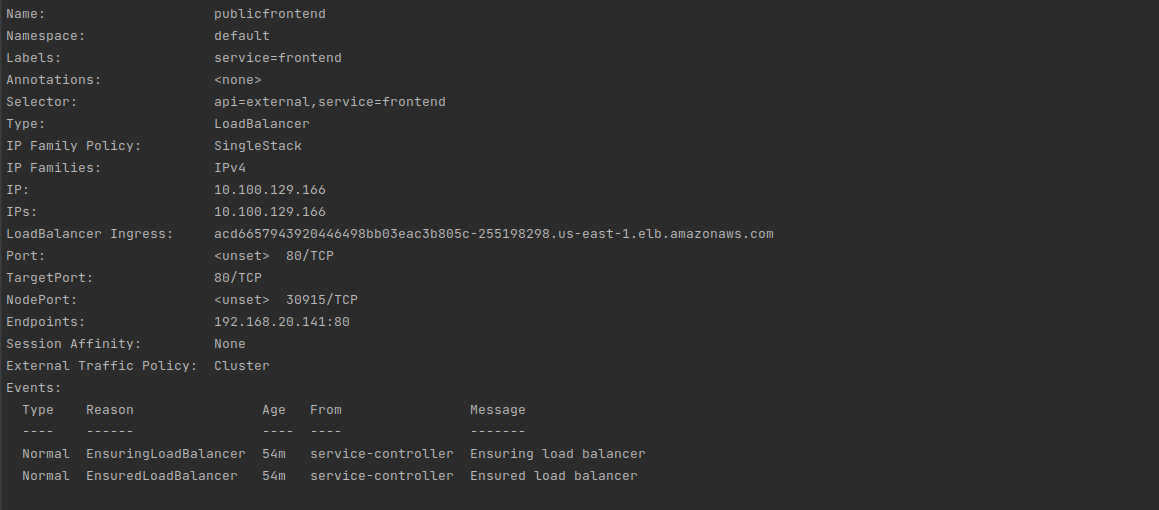 Name:                     publicfrontend
Namespace:                default
Labels:                   service=frontend
Annotations:              <none>
Selector:                 api=external,service=frontend
Type:                     LoadBalancer
IP Family Policy:         SingleStack
IP Families:              IPv4
IP:                       10.100.129.166
IPs:                      10.100.129.166
LoadBalancer Ingress:     acd6657943920446498bb03eac3b805c-255198298.us-east-1.elb.amazonaws.com
Port:                     <unset>  80/TCP
TargetPort:               80/TCP
NodePort:                 <unset>  30915/TCP
Endpoints:                192.168.20.141:80
Session Affinity:         None
External Traffic Policy:  Cluster
Events:
  Type    Reason                Age   From                Message
  ----    ------                ----  ----                -------
  Normal  EnsuringLoadBalancer  54m   service-controller  Ensuring load balancer
  Normal  EnsuredLoadBalancer   54m   service-controller  Ensured load balancer